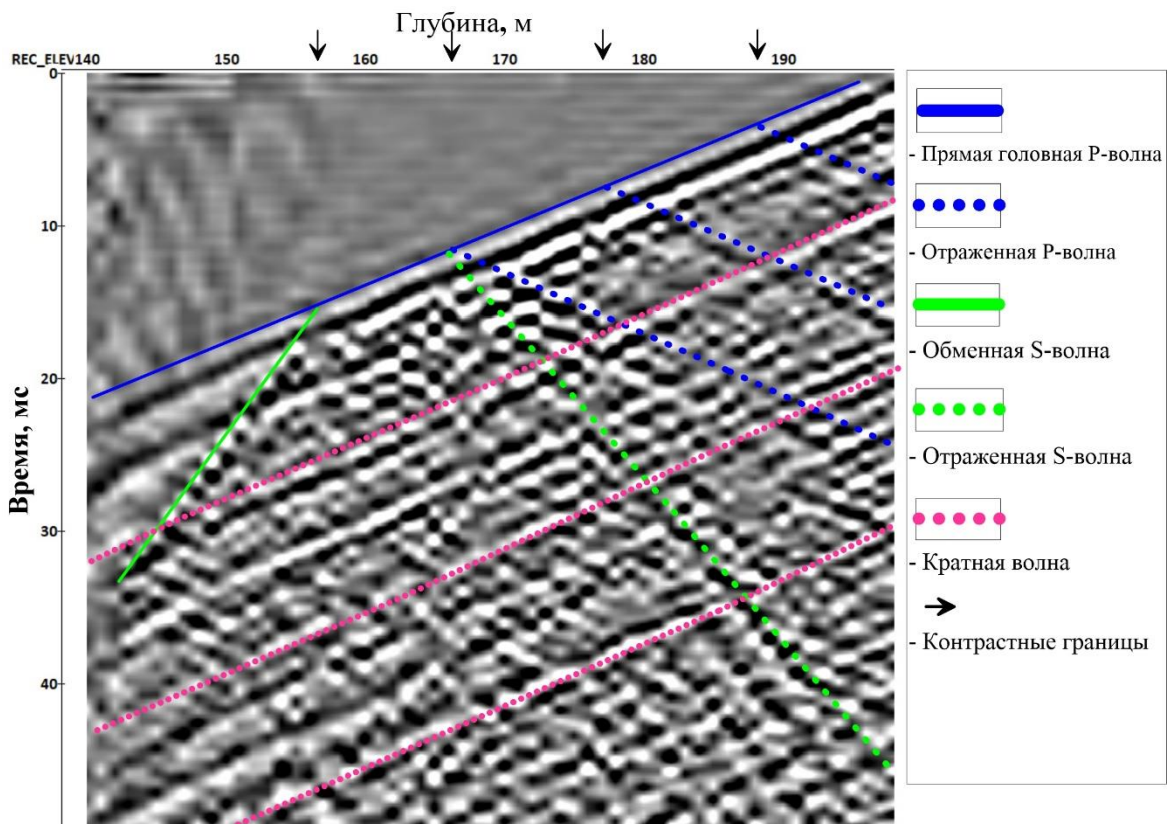 Глубина, м
REC_ELEV140 150 160 170 180 190
0
10
20
30
40
Время, мс
- Прямая головная P-волна
- Отраженная P-волна
- Обменная S-волна
- Отраженная S-волна
- Кратная волна
- Контрастные границы